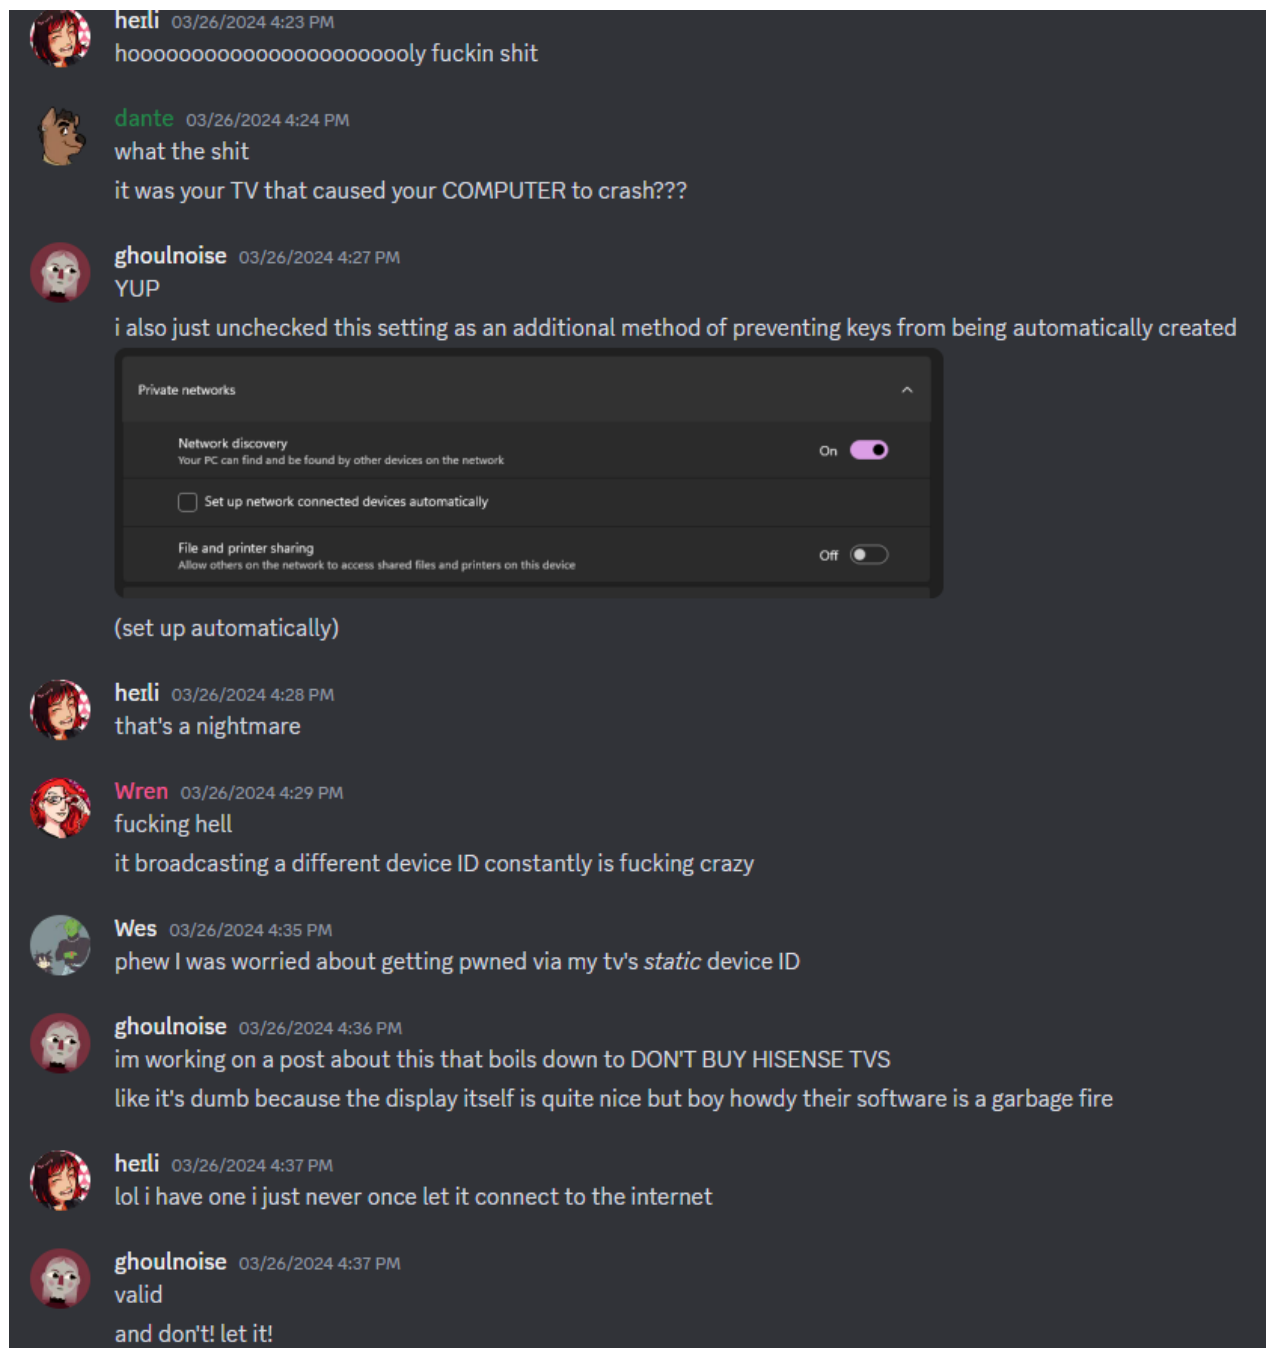 heɪli 03/26/2024 4:23 PM
hooooooooooooooooooooooly fuckin shit
dante 03/26/2024 4:24 PM
what the shit
it was your TV that caused your COMPUTER to crash???
ghoulnoise 03/26/2024 4:27 PM
YUP
i also just unchecked this setting as an additional method of preventing keys from being automatically created
Private networks
Network discovery
Your PC can find and be found by other devices on the network
On
Set up network connected devices automatically
File and printer sharing
Allow others on the network to access shared files and printers on this device
Off
(set up automatically)
heɪli 03/26/2024 4:28 PM
that's a nightmare
Wren 03/26/2024 4:29 PM
fucking hell
it broadcasting a different device ID constantly is fucking crazy
Wes 03/26/2024 4:35 PM
phew I was worried about getting pwned via my tv's static device ID
ghoulnoise 03/26/2024 4:36 PM
im working on a post about this that boils down to DON'T BUY HISENSE TVS
like it's dumb because the display itself is quite nice but boy howdy their software is a garbage fire
heɪli 03/26/2024 4:37 PM
lol i have one i just never once let it connect to the internet
ghoulnoise 03/26/2024 4:37 PM
valid
and don't! let it!